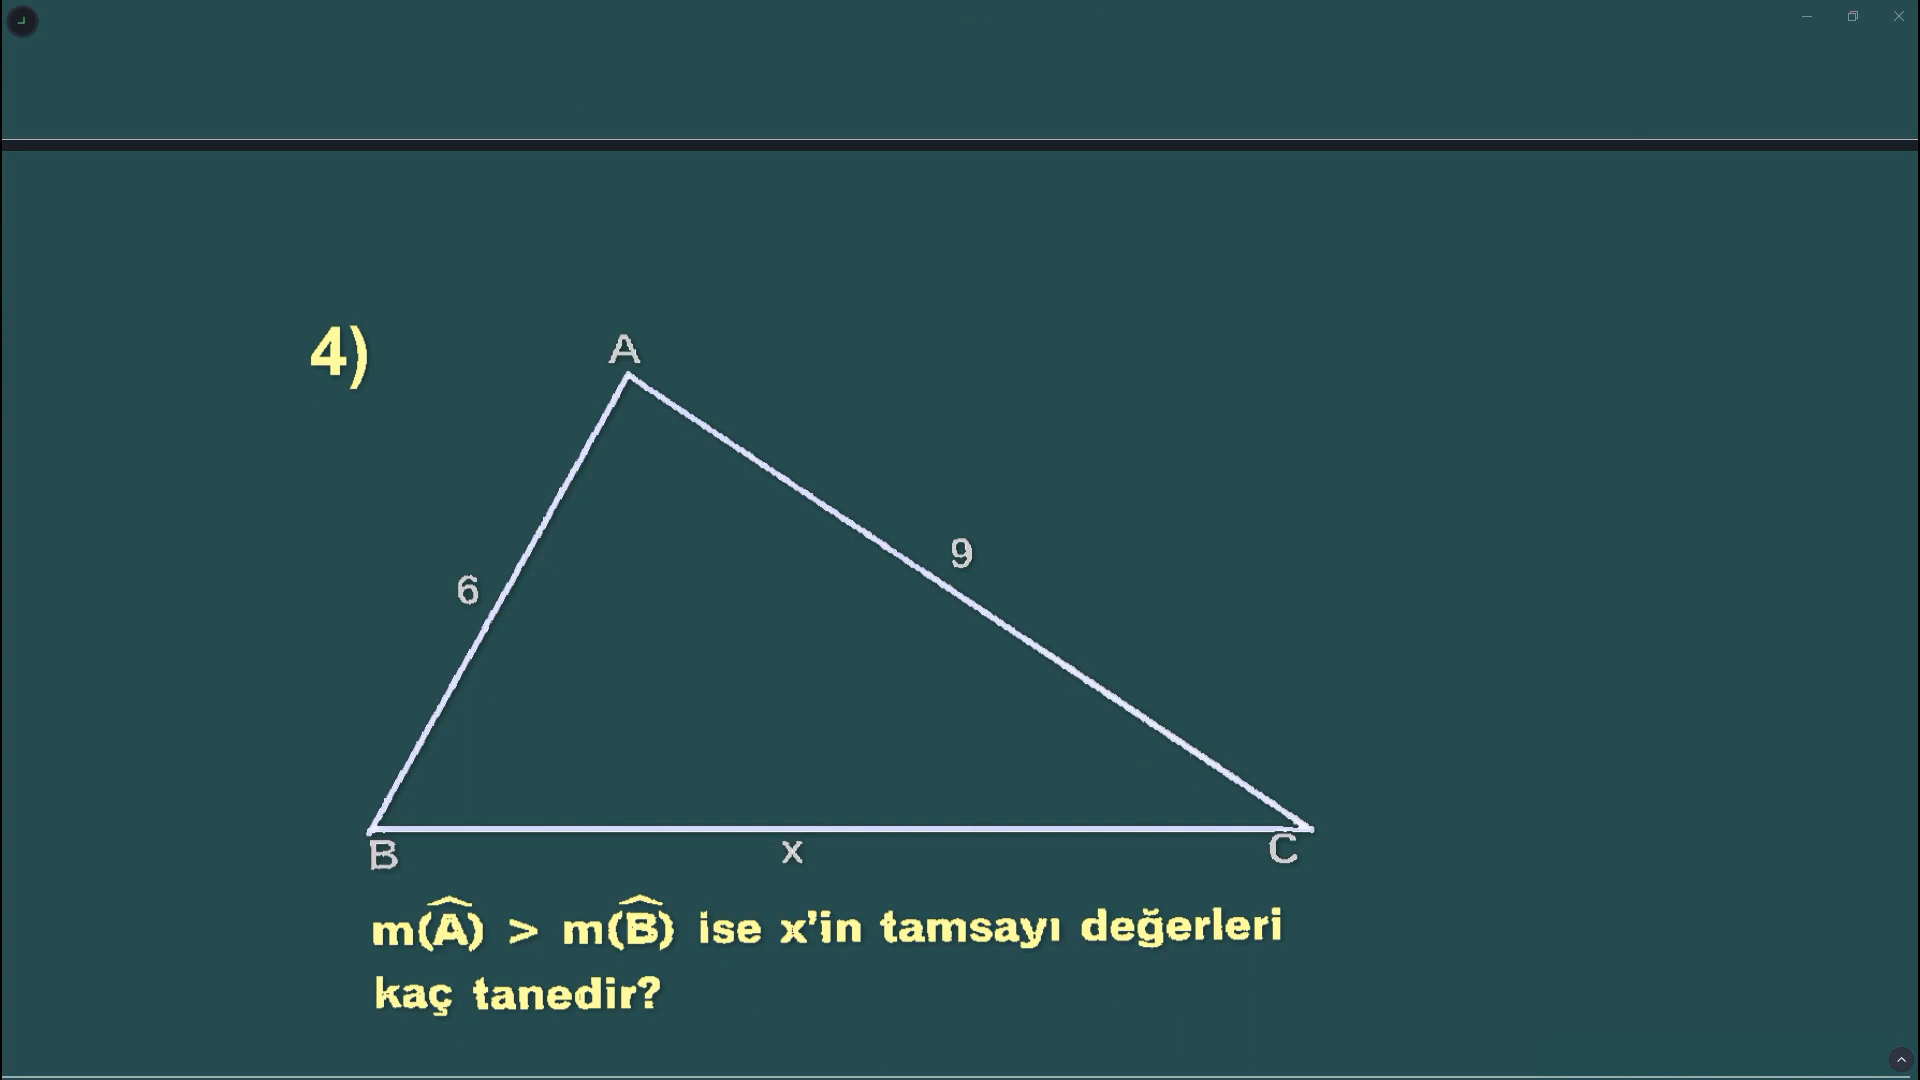 4)
A
6
9
B
x
C
m(Â) > m(B̂) ise x'in tamsayı değerleri
kaç tanedir?